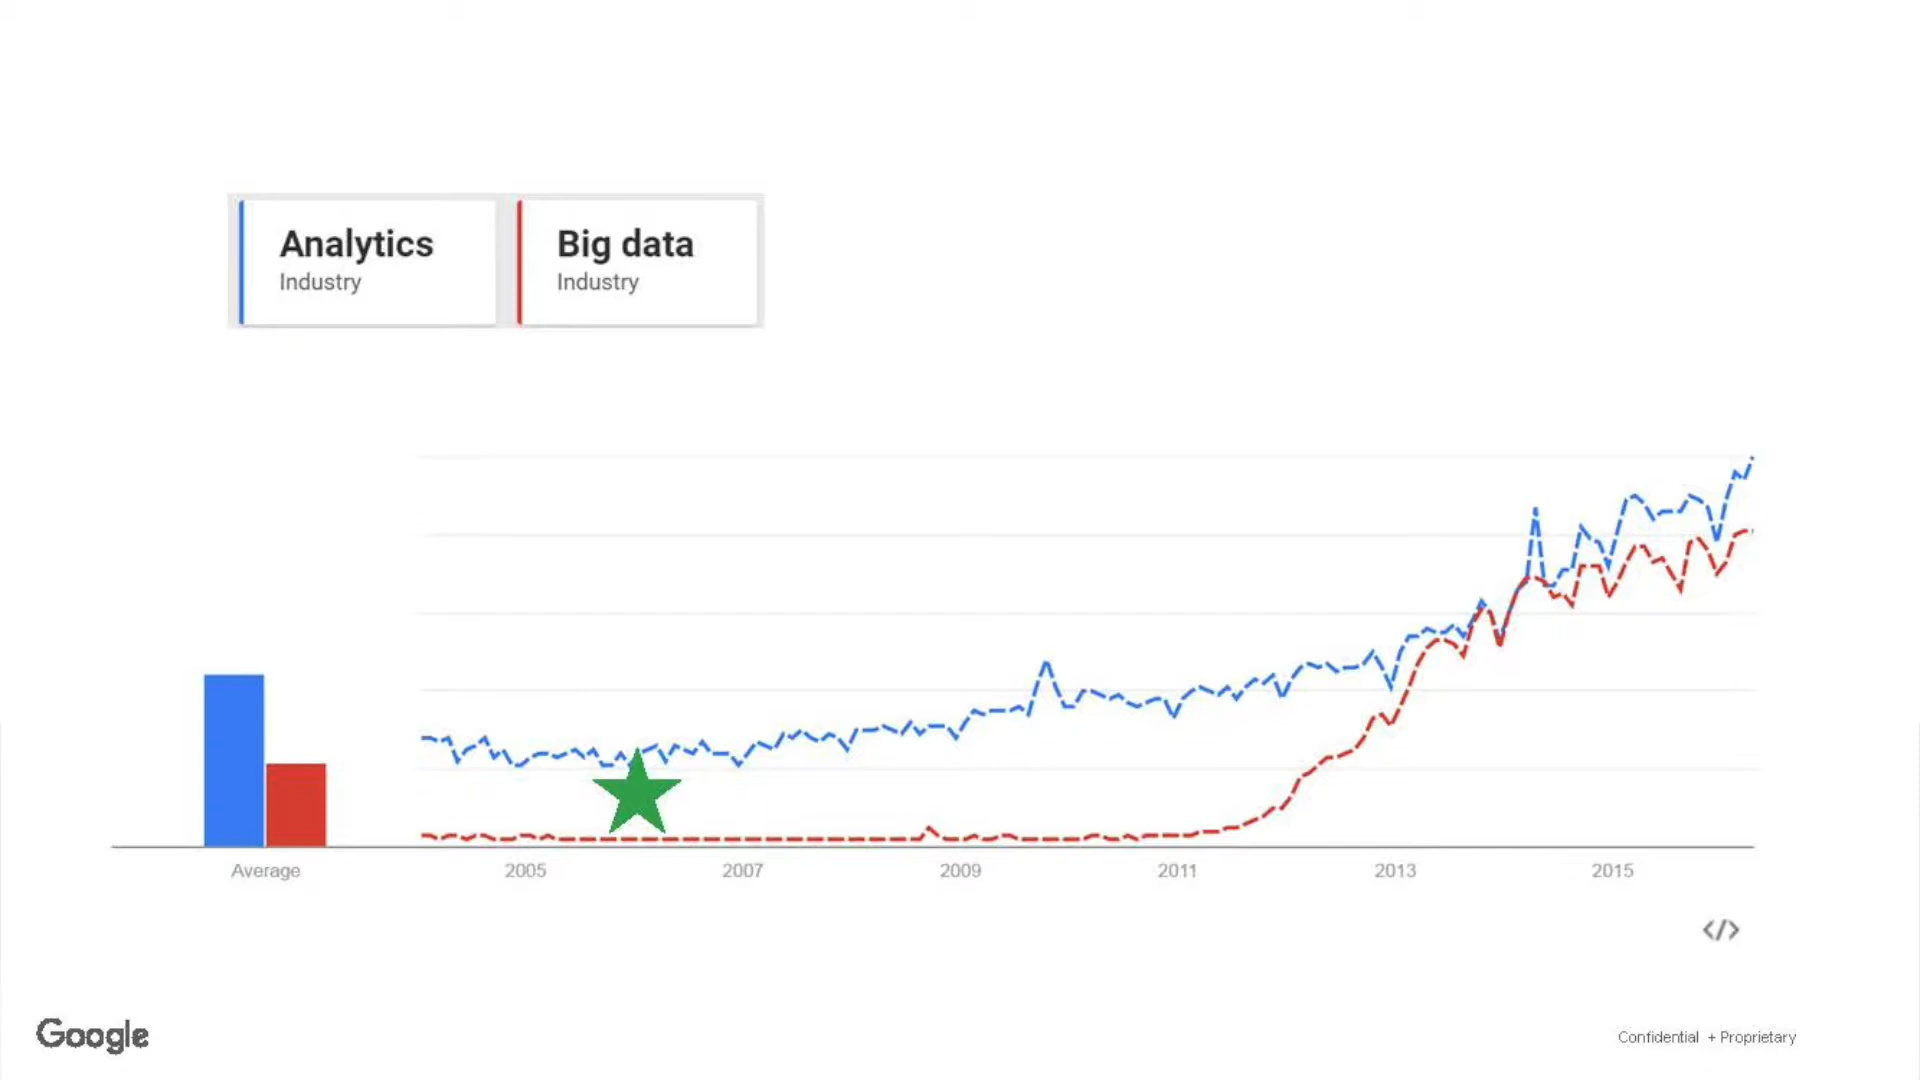 Analytics
Industry
Big data
Industry
Average
2005
2007
2009
2011
2013
2015
</>
Google
Confidential + Proprietary